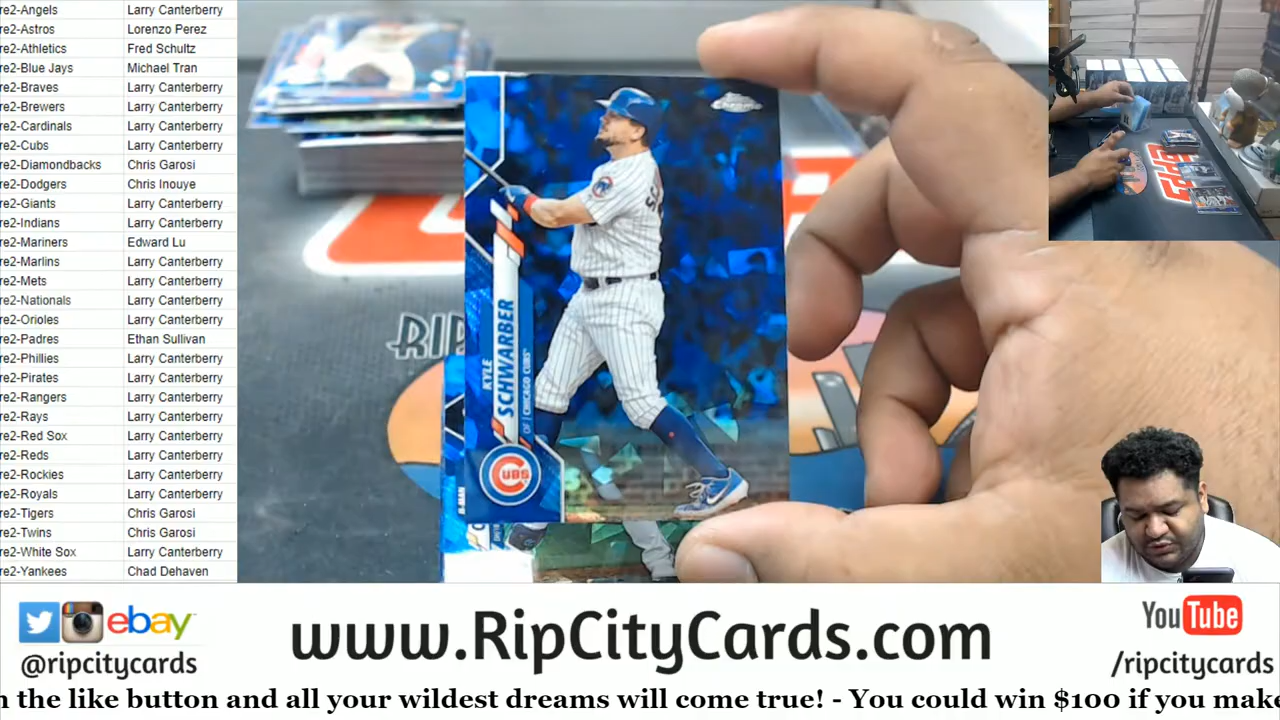 re2-Angels Larry Canterberry
re2-Astros Lorenzo Perez
re2-Athletics Fred Schultz
re2-Blue Jays Michael Tran
re2-Braves Larry Canterberry
re2-Brewers Larry Canterberry
re2-Cardinals Larry Canterberry
re2-Cubs Larry Canterberry
re2-Diamondbacks Chris Garosi
re2-Dodgers Chris Inouye
re2-Giants Larry Canterberry
re2-Indians Larry Canterberry
re2-Mariners Edward Lu
re2-Marlins Larry Canterberry
re2-Mets Larry Canterberry
re2-Nationals Larry Canterberry
re2-Orioles Larry Canterberry
re2-Padres Ethan Sullivan
re2-Phillies Larry Canterberry
re2-Pirates Larry Canterberry
re2-Rangers Larry Canterberry
re2-Rays Larry Canterberry
re2-Red Sox Larry Canterberry
re2-Reds Larry Canterberry
re2-Rockies Larry Canterberry
re2-Royals Larry Canterberry
re2-Tigers Chris Garosi
re2-Twins Chris Garosi
re2-White Sox Larry Canterberry
re2-Yankees Chad Dehaven
Chrome
KYLE
SCHWARBER
OF | CHICAGO CUBS
CUBS
RIP
TOPPS
ebay
@ripcitycards
www.RipCityCards.com
YouTube
/ripcitycards
n the like button and all your wildest dreams will come true! - You could win $100 if you make